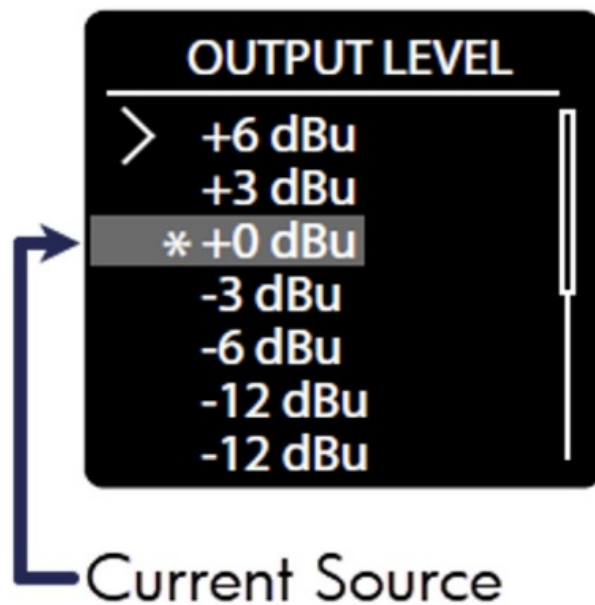 OUTPUT LEVEL
+6 dBu
+3 dBu
* +0 dBu
-3 dBu
-6 dBu
-12 dBu
-12 dBu
Current Source